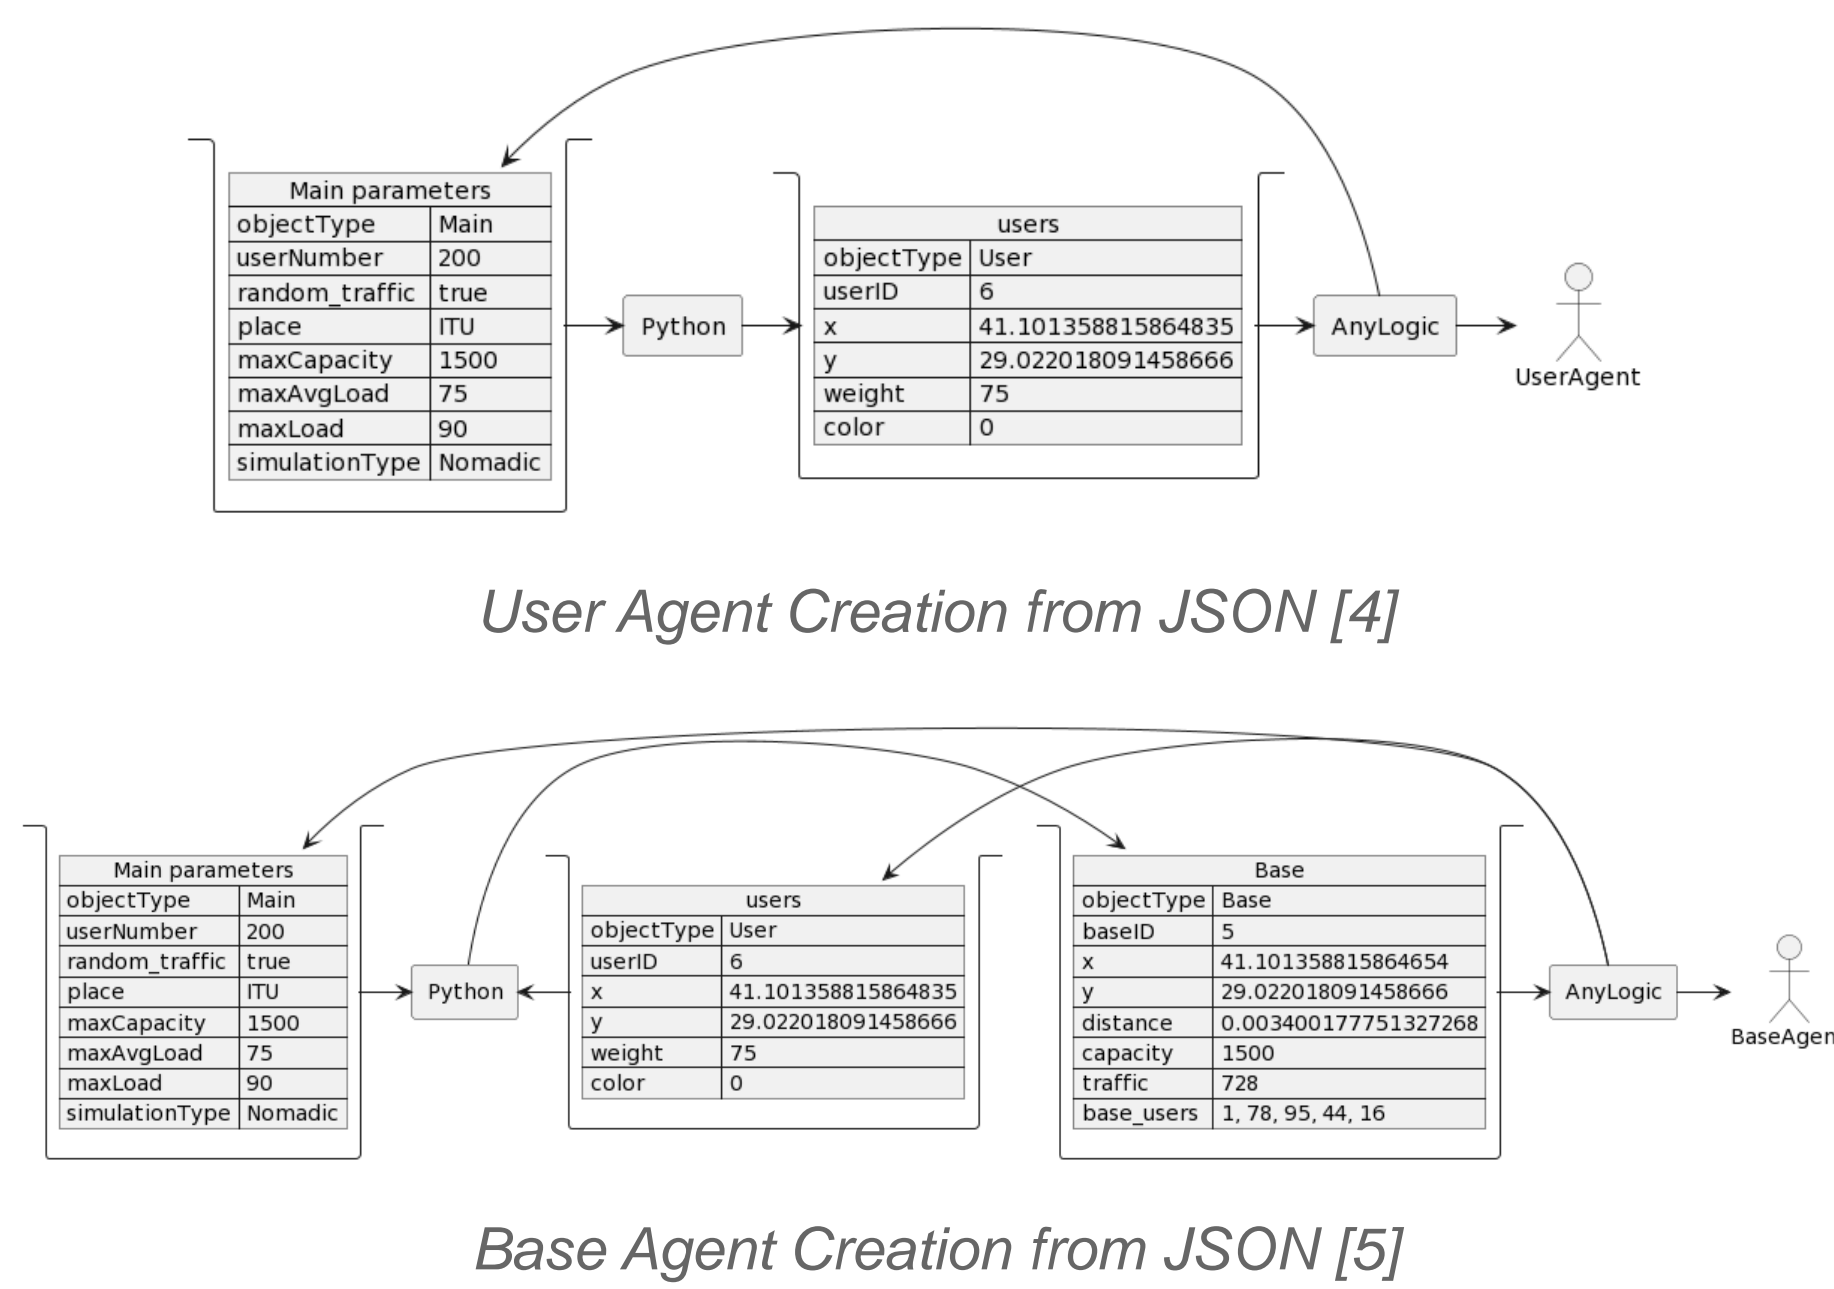 Main parameters
objectType Main
userNumber 200
random_traffic true
place ITU
maxCapacity 1500
maxAvgLoad 75
maxLoad 90
simulationType Nomadic
Python
users
objectType User
userID 6
x 41.101358815864835
y 29.022018091458666
weight 75
color 0
AnyLogic
UserAgent
User Agent Creation from JSON [4]
Main parameters
objectType Main
userNumber 200
random_traffic true
place ITU
maxCapacity 1500
maxAvgLoad 75
maxLoad 90
simulationType Nomadic
Python
users
objectType User
userID 6
x 41.101358815864835
y 29.022018091458666
weight 75
color 0
Base
objectType Base
baseID 5
x 41.101358815864654
y 29.022018091458666
distance 0.003400177751327268
capacity 1500
traffic 728
base_users 1, 78, 95, 44, 16
AnyLogic
BaseAgen
Base Agent Creation from JSON [5]